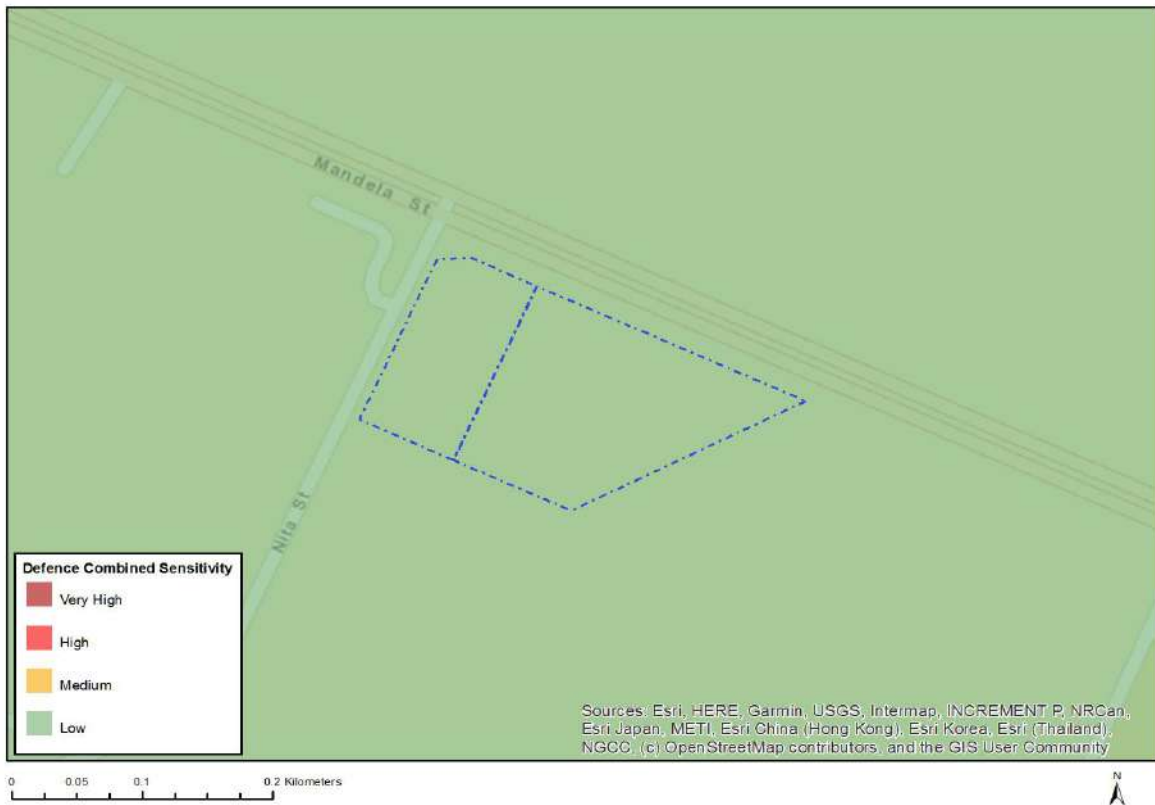 Mandela St
Nita St
Defence Combined Sensitivity
Very High
High
Medium
Low
Sources: Esri, HERE, Garmin, USGS, Intermap, INCREMENT P, NRCan,
Esri Japan, METI, Esri China (Hong Kong), Esri Korea, Esri (Thailand),
NGCC, (c) OpenStreetMap contributors, and the GIS User Community
0 0.05 0.1 0.2 Kilometers
N